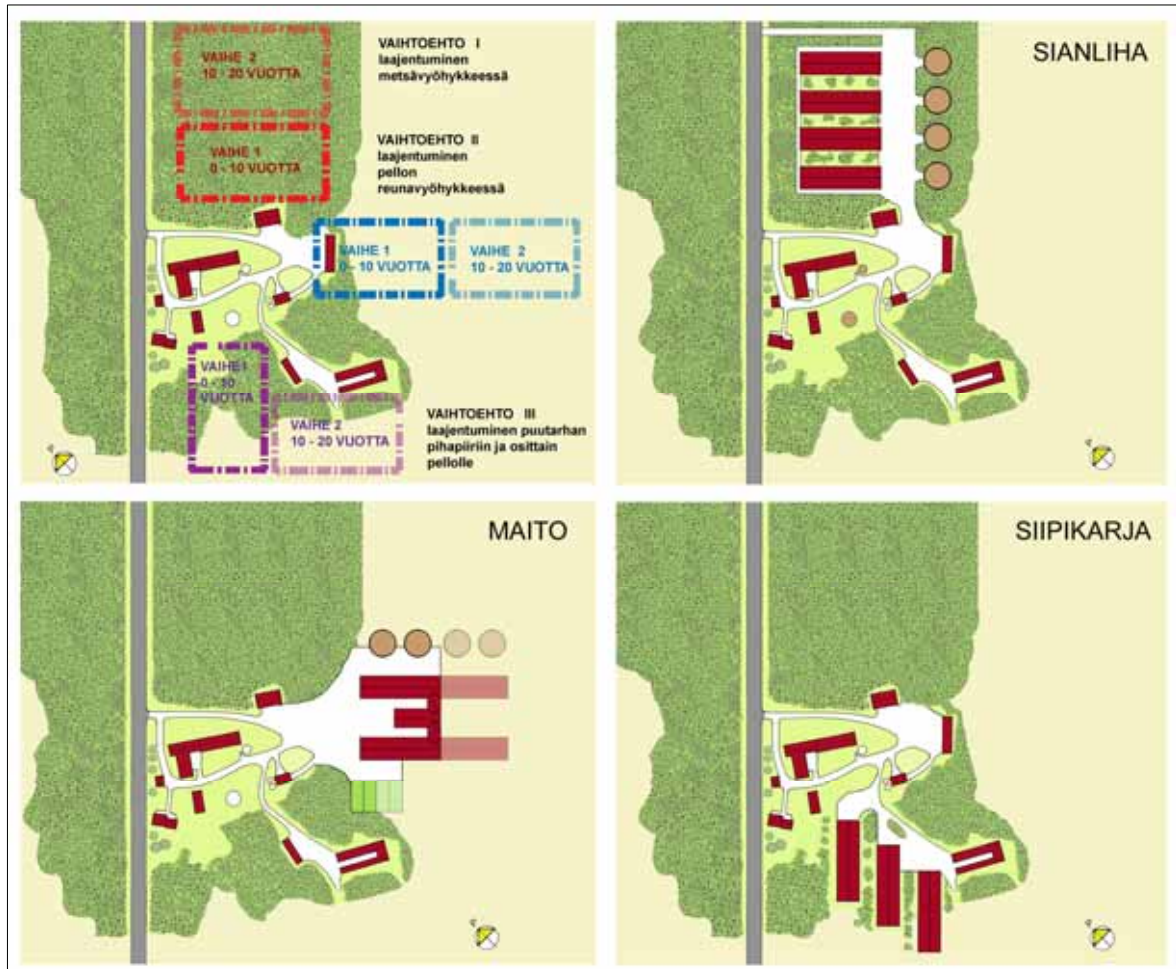 VAIHE 2
10 - 20 VUOTTA
VAIHTOEHTO I
laajentuminen
metsävyöhykkeessä
VAIHE 1
0 - 10 VUOTTA
VAIHTOEHTO II
laajentuminen
pellon
reunavyöhykkeessä
VAIHE 1
0 - 10 VUOTTA
VAIHE 2
10 - 20 VUOTTA
VAIHE 1
0 - 10
VUOTTA
VAIHE 2
10 - 20 VUOTTA
VAIHTOEHTO III
laajentuminen puutarhan
pihapiiriin ja osittain
pellolle
SIANLIHA
MAITO
SIIPIKARJA